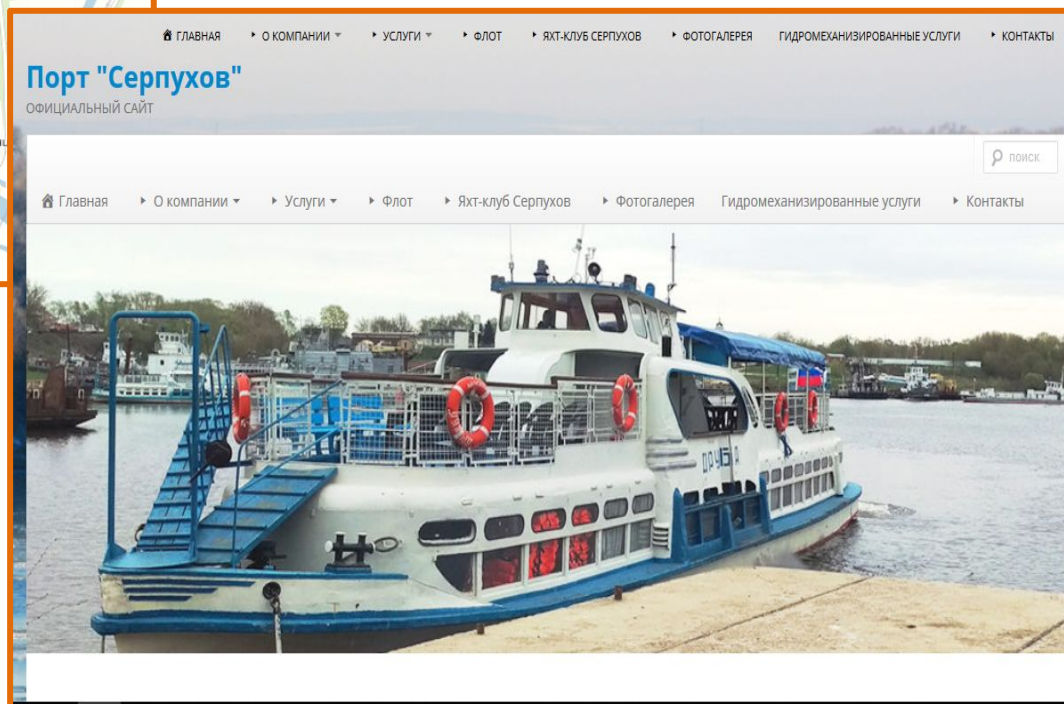 ГЛАВНАЯ О КОМПАНИИ УСЛУГИ ФЛОТ ЯХТ-КЛУБ СЕРПУХОВ ФОТОГАЛЕРЕЯ ГИДРОМЕХАНИЗИРОВАННЫЕ УСЛУГИ КОНТАКТЫ
Порт "Серпухов"
ОФИЦИАЛЬНЫЙ САЙТ
поиск
Главная О компании Услуги Флот Яхт-клуб Серпухов Фотогалерея Гидромеханизированные услуги Контакты
ДРУЖБА